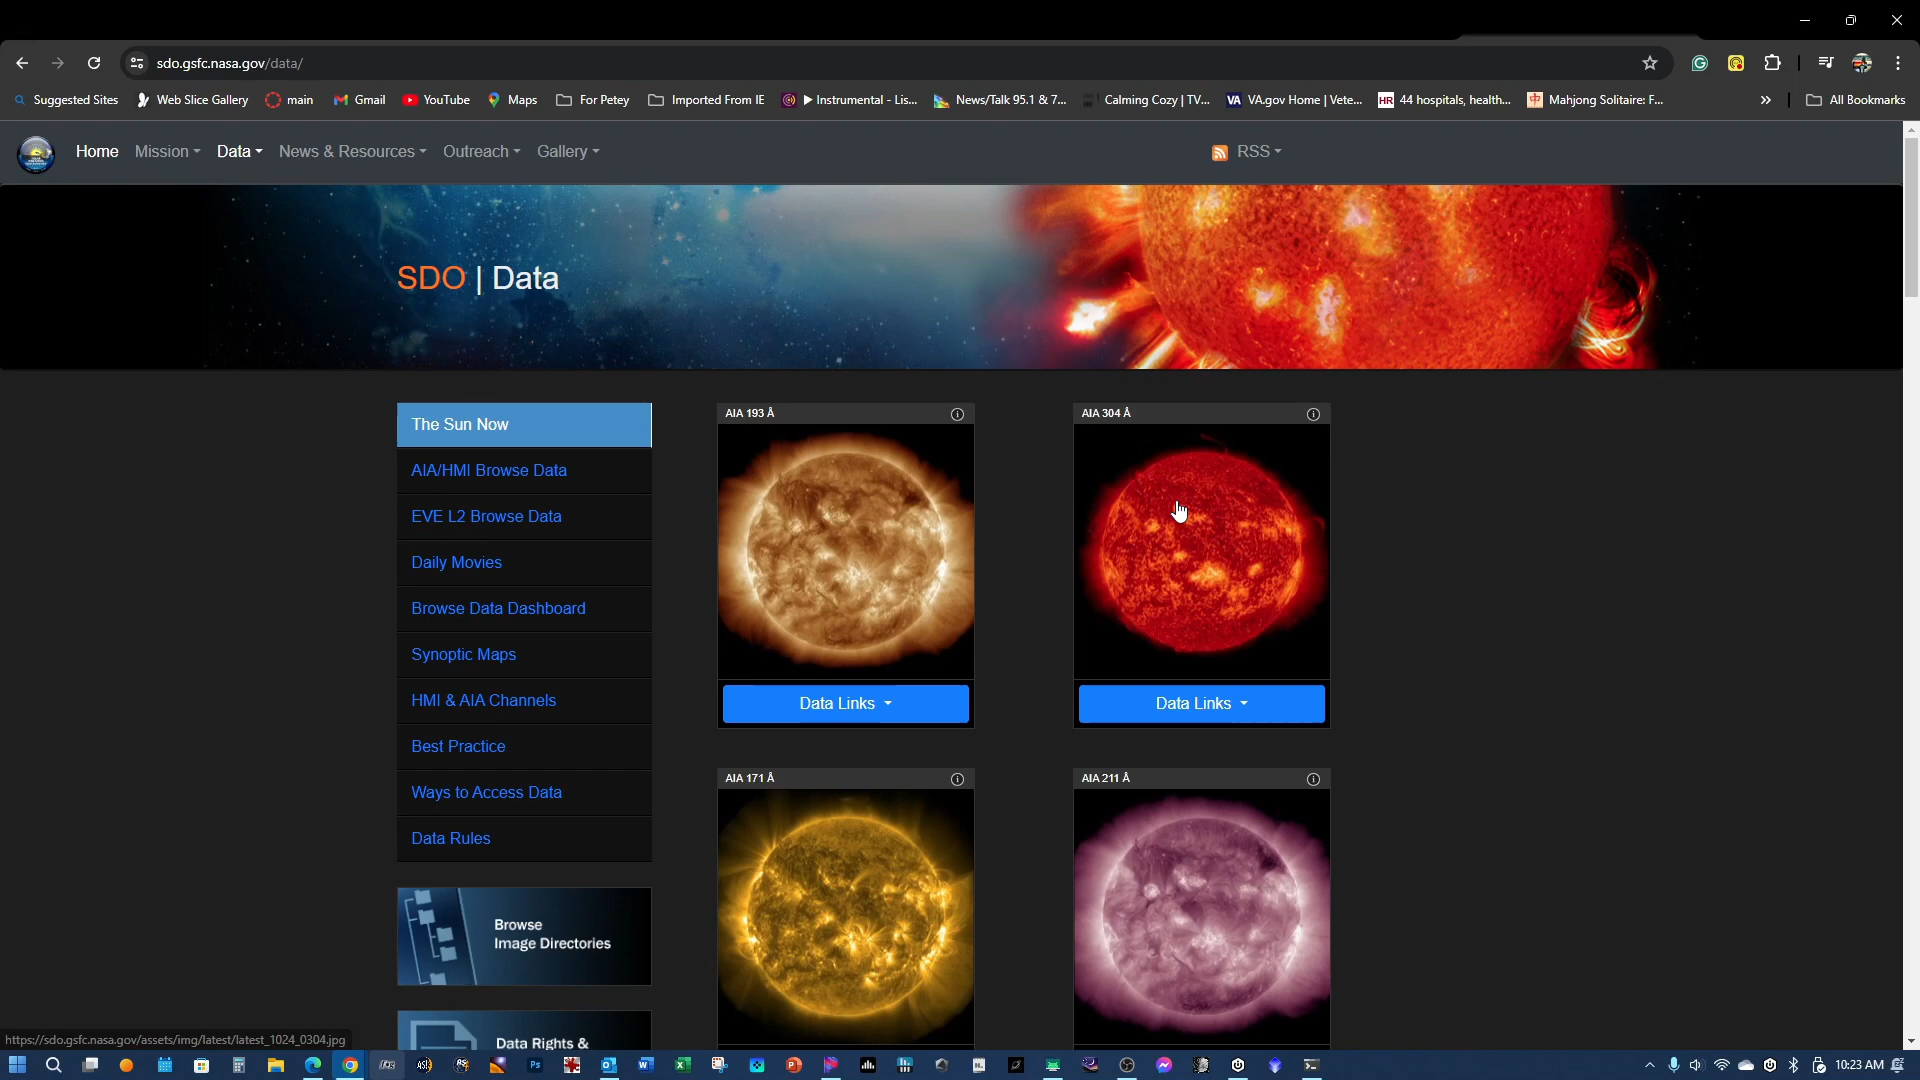 sdo.gsfc.nasa.gov/data/
Suggested Sites
Web Slice Gallery
main
Gmail
YouTube
Maps
For Petey
Imported From IE
▶ Instrumental - Lis...
News/Talk 95.1 & 7...
Calming Cozy | TV...
VA.gov Home | Vete...
44 hospitals, health...
Mahjong Solitaire: F...
»
All Bookmarks
Home
Mission
Data
News & Resources
Outreach
Gallery
RSS
SDO | Data
The Sun Now
AIA/HMI Browse Data
EVE L2 Browse Data
Daily Movies
Browse Data Dashboard
Synoptic Maps
HMI & AIA Channels
Best Practice
Ways to Access Data
Data Rules
Browse
Image Directories
Data Rights &
AIA 193 Å
Data Links
AIA 304 Å
Data Links
AIA 171 Å
AIA 211 Å
https://sdo.gsfc.nasa.gov/assets/img/latest/latest_1024_0304.jpg
10:23 AM